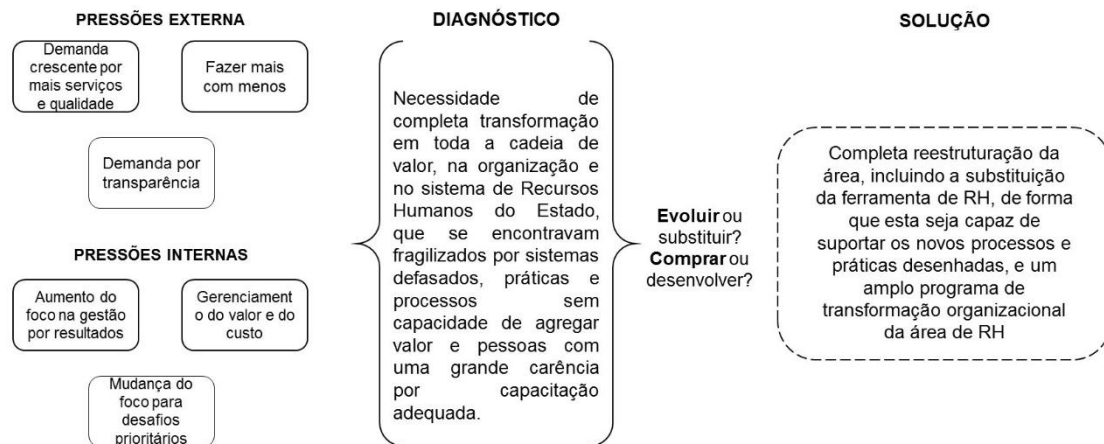 PRESSÕES EXTERNA
Demanda
crescente por
mais serviços
e qualidade
Fazer mais
com menos
Demanda por
transparência
PRESSÕES INTERNAS
Aumento do
foco na gestão
por resultados
Gerenciament
o do valor e do
custo
Mudança do
foco para
desafios
prioritários
DIAGNÓSTICO
Necessidade de
completa transformação
em toda a cadeia de
valor, na organização e
no sistema de Recursos
Humanos do Estado,
que se encontravam
fragilizados por sistemas
defasados, práticas e
processos sem
capacidade de agregar
valor e pessoas com
uma grande carência
por capacitação
adequada.
Evoluir ou
substituir?
Comprar ou
desenvolver?
SOLUÇÃO
Completa reestruturação da
área, incluindo a substituição
da ferramenta de RH, de forma
que esta seja capaz de
suportar os novos processos e
práticas desenhadas, e um
amplo programa de
transformação organizacional
da área de RH